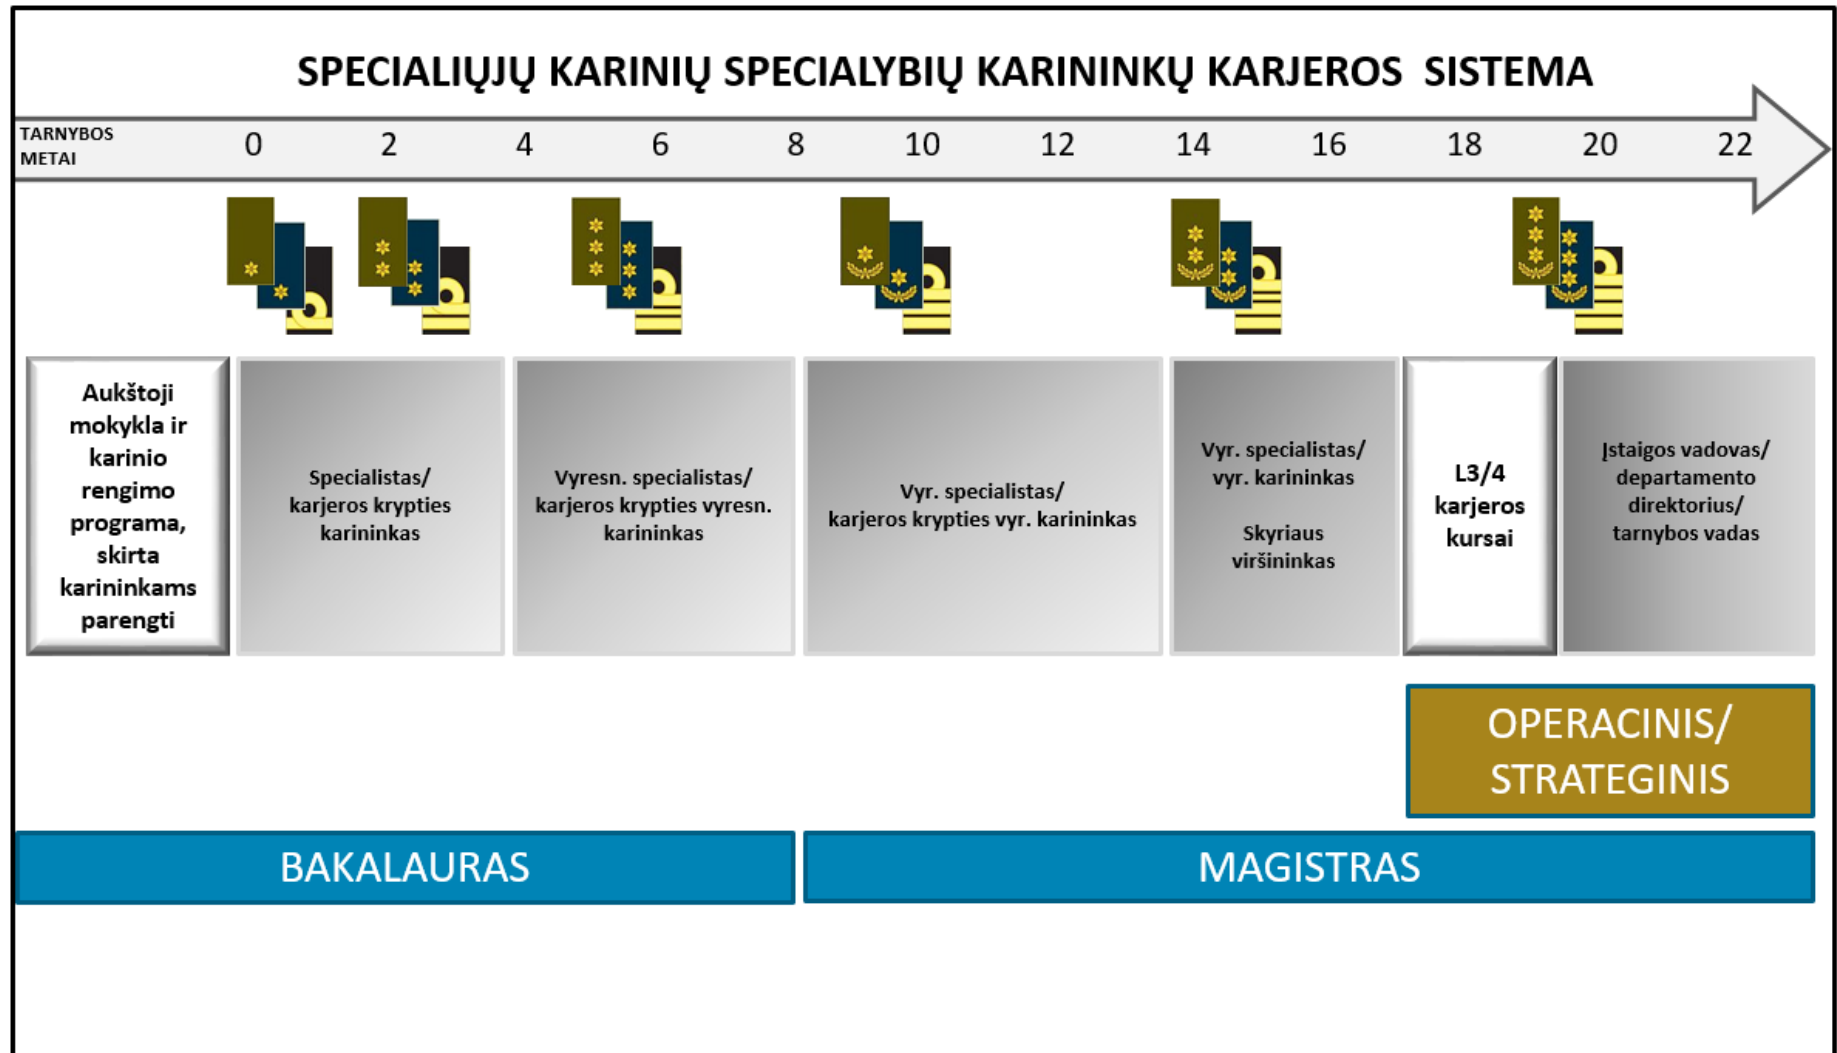 SPECIALIŲJŲ KARINIŲ SPECIALYBIŲ KARININKŲ KARJEROS SISTEMA
TARNYBOS
METAI
0 2 4 6 8 10 12 14 16 18 20 22
Aukštoji
mokykla ir
karinio
rengimo
programa,
skirta
karininkams
parengti
Specialistas/
karjeros krypties
karininkas
Vyresn. specialistas/
karjeros krypties vyresn.
karininkas
Vyr. specialistas/
karjeros krypties vyr. karininkas
Vyr. specialistas/
vyr. karininkas
Skyriaus
viršininkas
L3/4
karjeros
kursai
Įstaigos vadovas/
departamento
direktorius/
tarnybos vadas
OPERACINIS/
STRATEGINIS
BAKALAURAS
MAGISTRAS